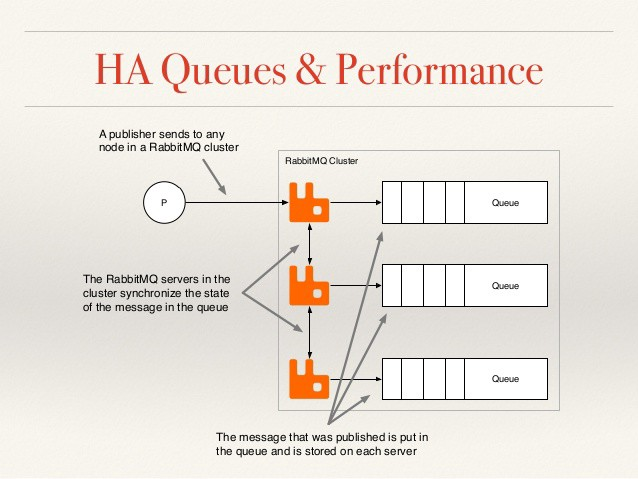 HA Queues & Performance
A publisher sends to any
node in a RabbitMQ cluster
RabbitMQ Cluster
P
Queue
The RabbitMQ servers in the
cluster synchronize the state
of the message in the queue
Queue
Queue
The message that was published is put in
the queue and is stored on each server